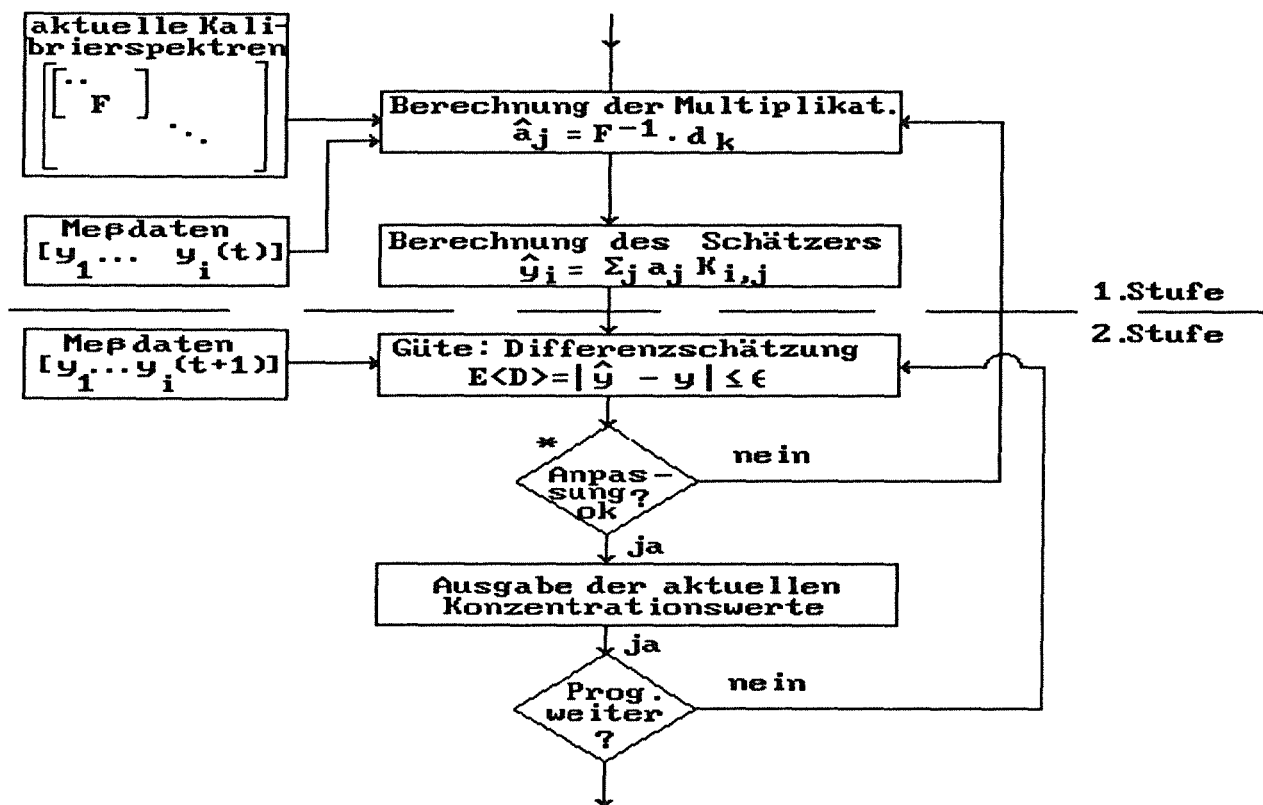 aktuelle Kali-
brierspektren
[[.. F ] ... ]
Berechnung der Multiplikat.
â_j = F⁻¹ · d_k
Meβdaten
[y_1... y_i(t)]
Berechnung des Schätzers
ŷ_i = Σ_j a_j K_i,j
1.Stufe
2.Stufe
Meβdaten
[y_1...y_i(t+1)]
Güte: Differenzschätzung
E<D>=|ŷ - y| ≤ ϵ
*
Anpas-
sung ?
ok
nein
ja
Ausgabe der aktuellen
Konzentrationswerte
ja
Prog.
weiter
?
nein